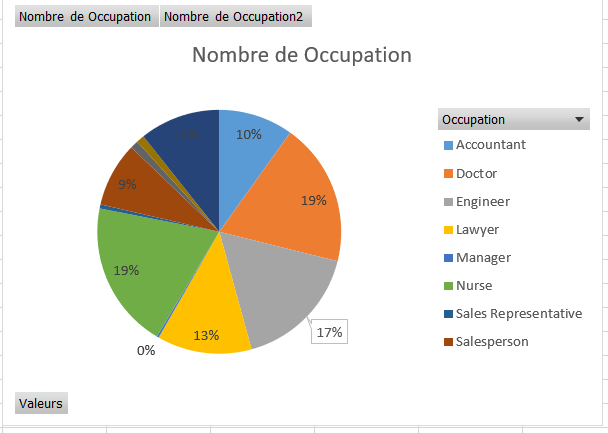 Nombre de Occupation
Nombre de Occupation2
Nombre de Occupation
10%
19%
17%
13%
0%
19%
9%
Occupation
Accountant
Doctor
Engineer
Lawyer
Manager
Nurse
Sales Representative
Salesperson
Valeurs